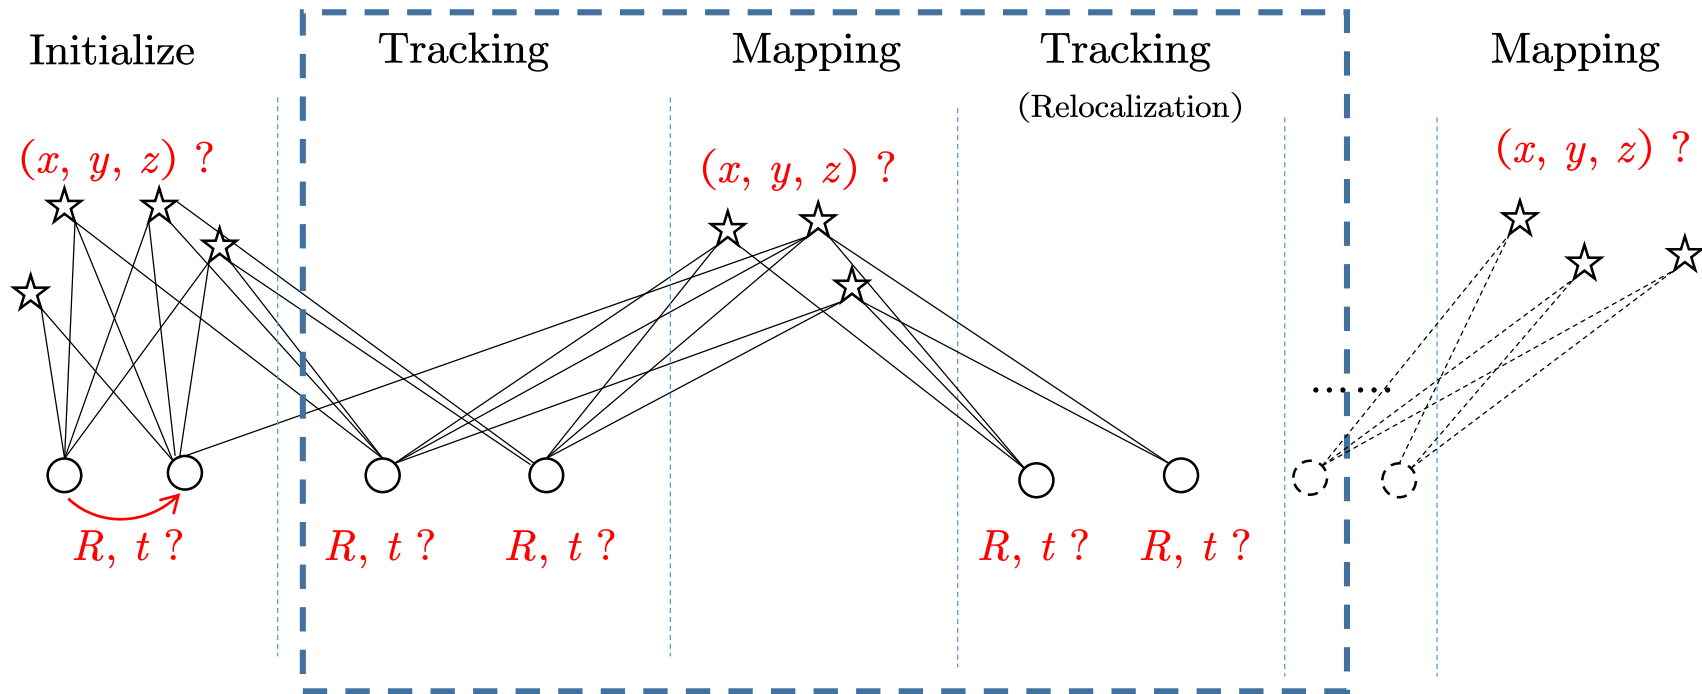 Initialize
Tracking
Mapping
Tracking
(Relocalization)
Mapping
(x, y, z) ?
(x, y, z) ?
(x, y, z) ?
......
R, t ?
R, t ?
R, t ?
R, t ?
R, t ?